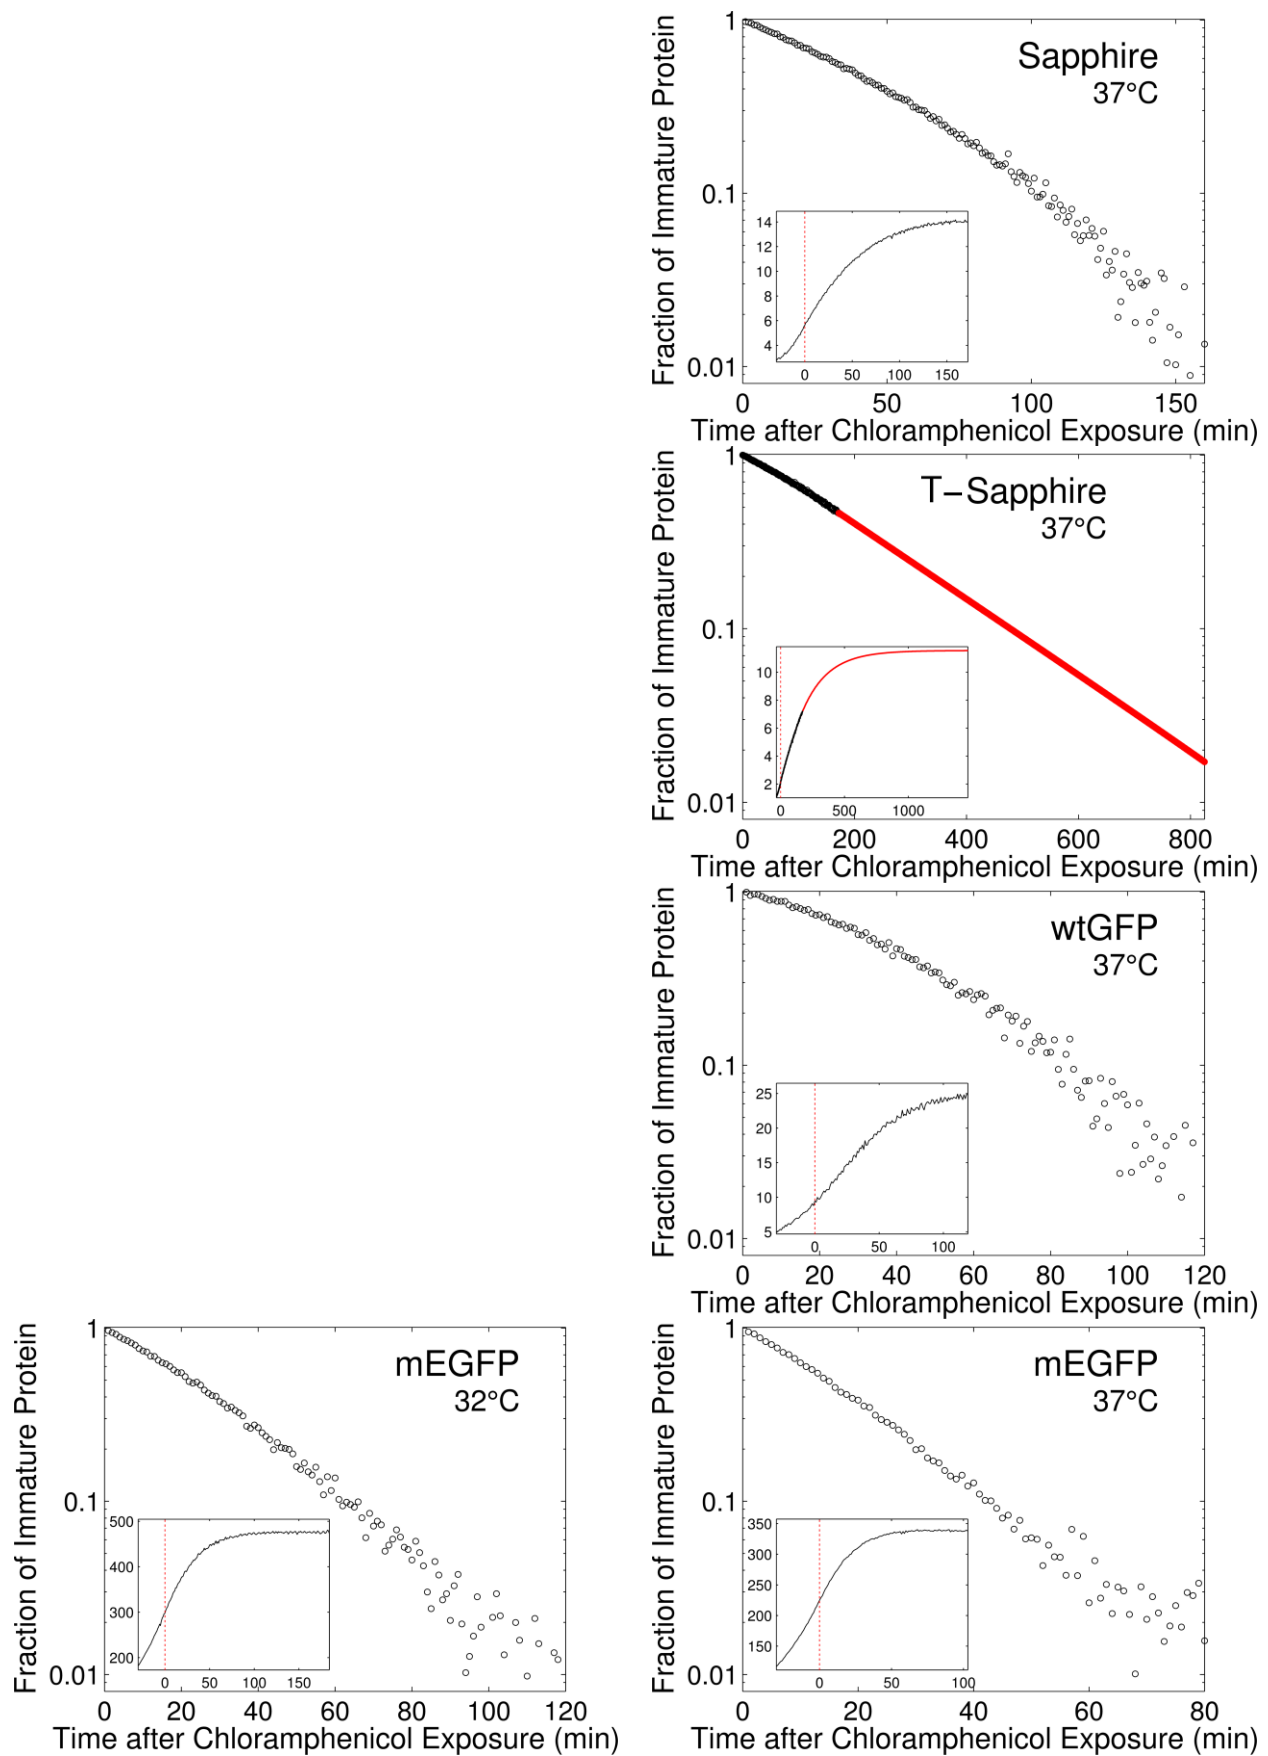 Fraction of Immature Protein
1
0.1
0.01
Sapphire
37°C
14
12
10
8
6
4
0 50 100 150
0 50 100 150
Time after Chloramphenicol Exposure (min)
Fraction of Immature Protein
1
0.1
0.01
T−Sapphire
37°C
10
8
6
4
2
0 500 1000
0 200 400 600 800
Time after Chloramphenicol Exposure (min)
Fraction of Immature Protein
1
0.1
0.01
wtGFP
37°C
25
20
15
10
5
0 50 100
0 20 40 60 80 100 120
Time after Chloramphenicol Exposure (min)
Fraction of Immature Protein
1
0.1
0.01
mEGFP
32°C
500
400
300
200
0 50 100 150
0 20 40 60 80 100 120
Time after Chloramphenicol Exposure (min)
Fraction of Immature Protein
1
0.1
0.01
mEGFP
37°C
350
300
250
200
150
0 50 100
0 20 40 60 80
Time after Chloramphenicol Exposure (min)